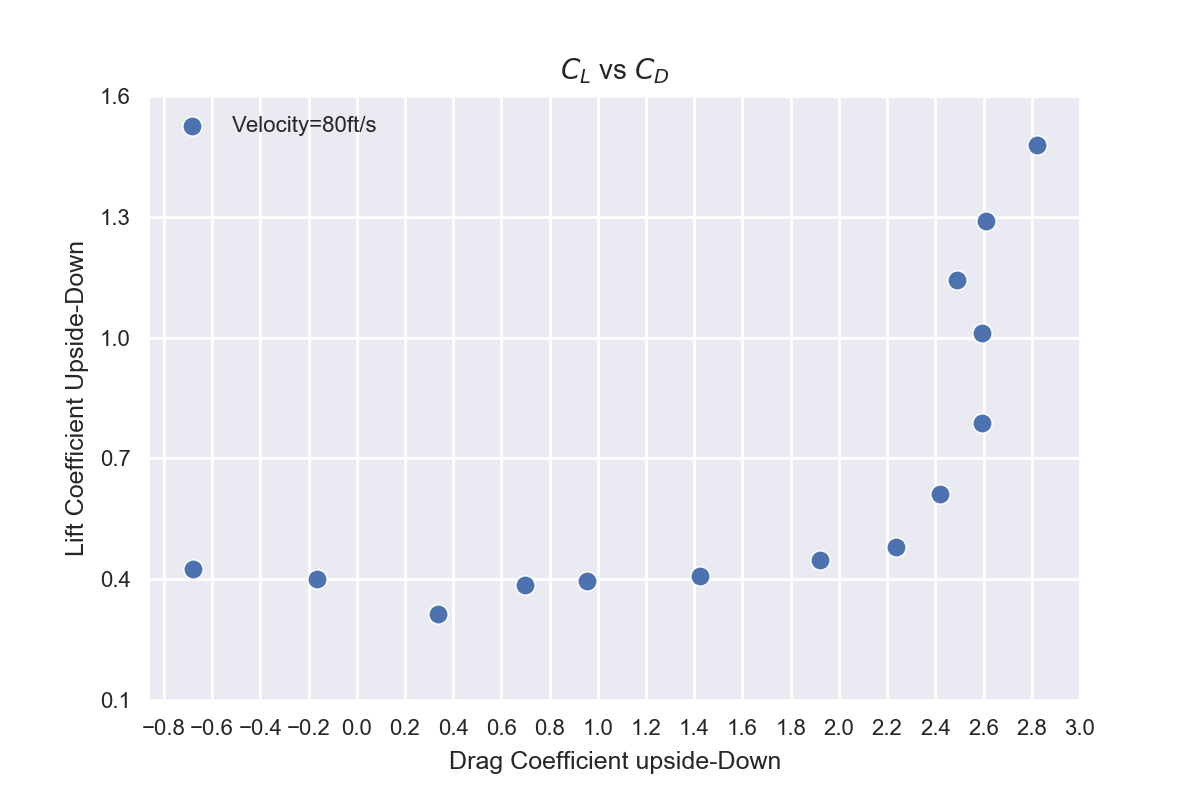 C_L vs C_D
Velocity=80ft/s
1.6
1.3
1.0
0.7
0.4
0.1
Lift Coefficient Upside-Down
−0.8 −0.6 −0.4 −0.2 0.0 0.2 0.4 0.6 0.8 1.0 1.2 1.4 1.6 1.8 2.0 2.2 2.4 2.6 2.8 3.0
Drag Coefficient upside-Down